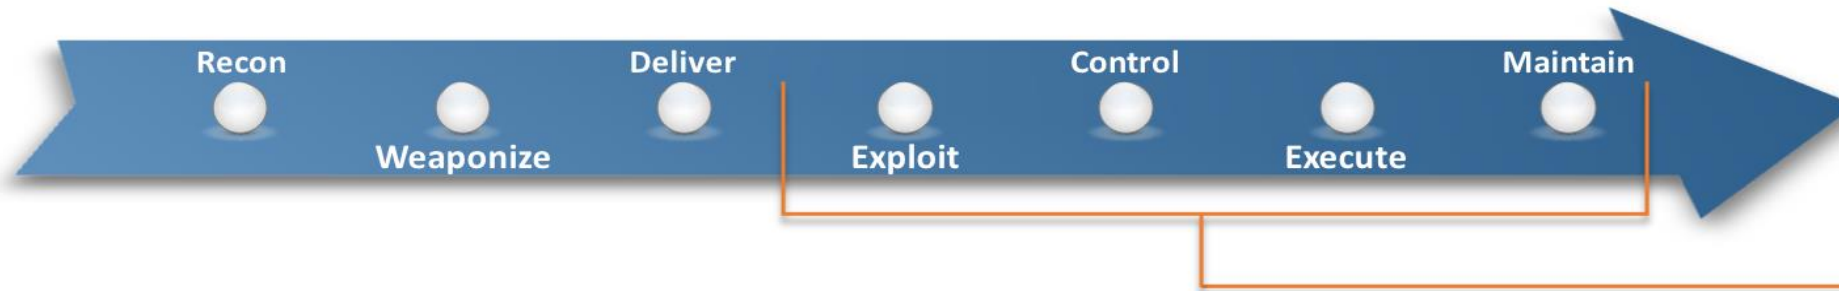 Recon
Weaponize
Deliver
Exploit
Control
Execute
Maintain